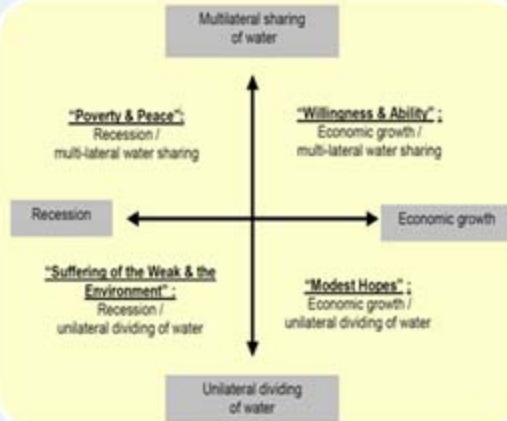 Multilateral sharing
of water
"Poverty & Peace":
Recession /
multi-lateral water sharing
"Willingness & Ability" :
Economic growth /
multi-lateral water sharing
Recession
Economic growth
"Suffering of the Weak & the
Environment" :
Recession /
unilateral dividing of water
"Modest Hopes" :
Economic growth /
unilateral dividing of water
Unilateral dividing
of water